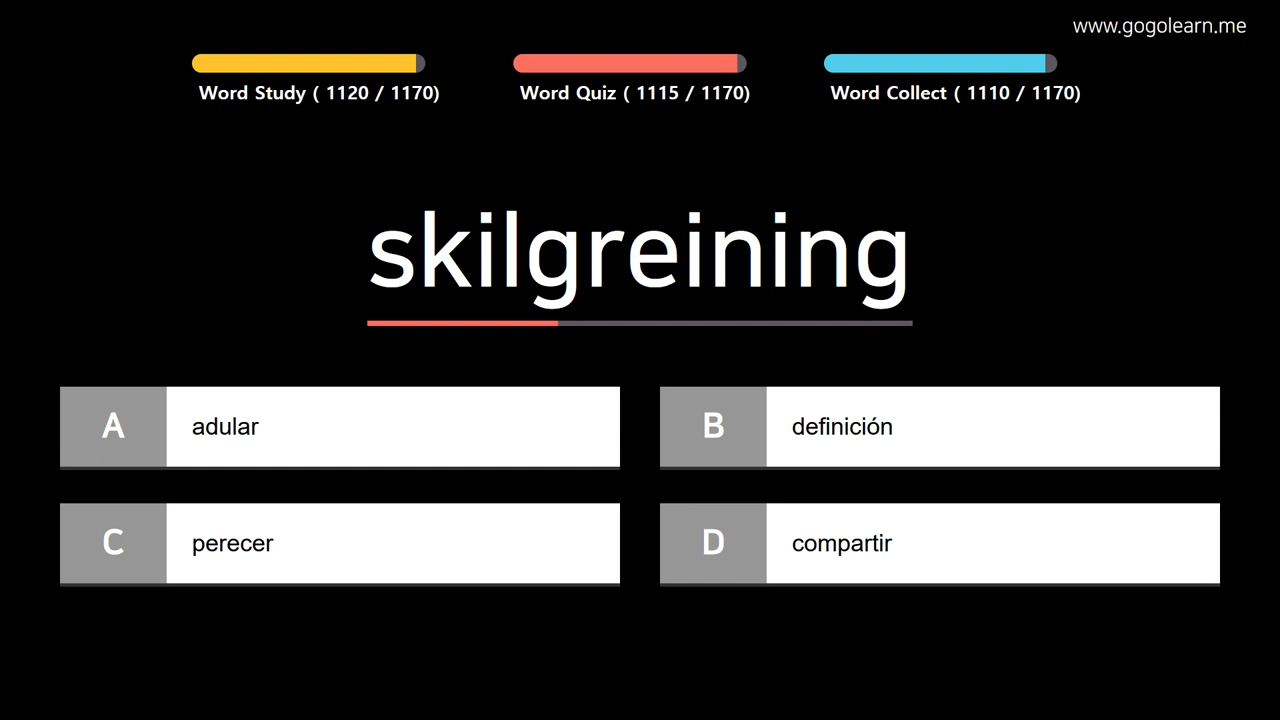 www.gogolearn.me
Word Study ( 1120 / 1170)
Word Quiz ( 1115 / 1170)
Word Collect ( 1110 / 1170)
skilgreining
A adular
B definición
C perecer
D compartir